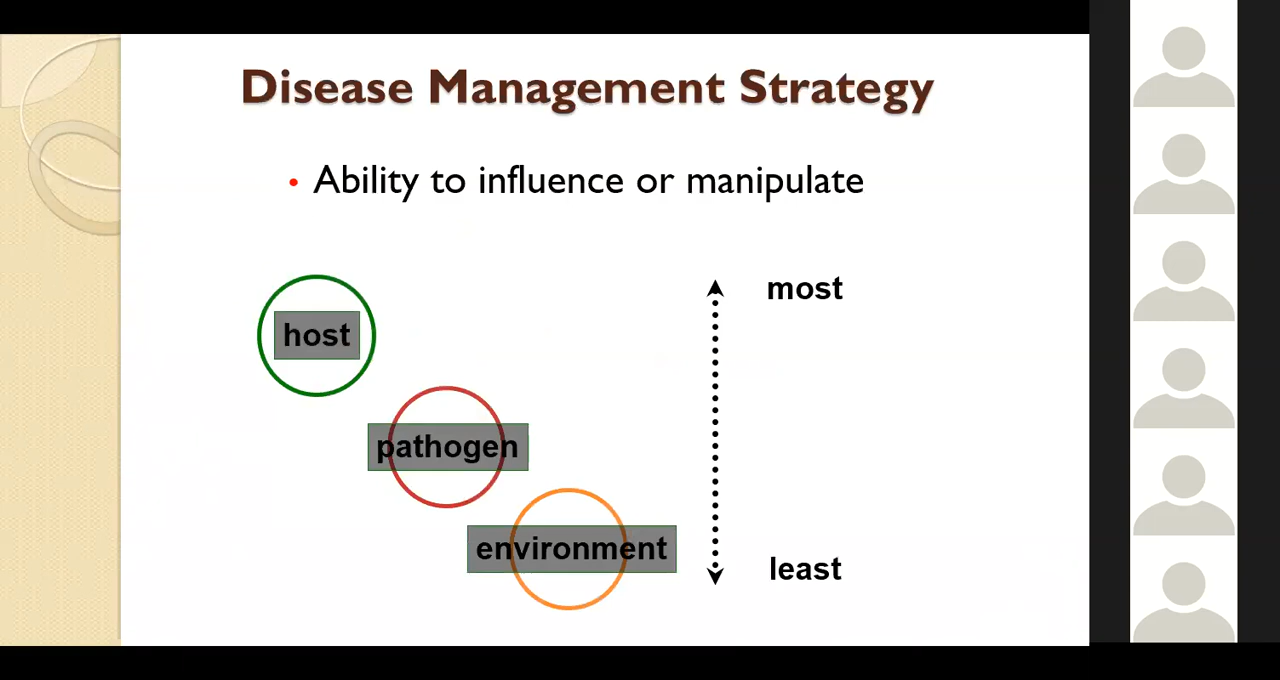 Disease Management Strategy
• Ability to influence or manipulate
most
host
pathogen
environment
least